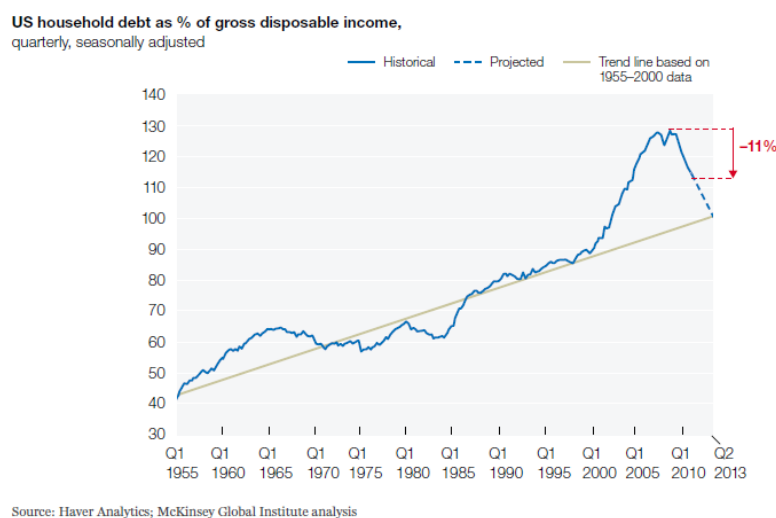 US household debt as % of gross disposable income,
quarterly, seasonally adjusted
Historical
Projected
Trend line based on
1955–2000 data
140
130
120
110
100
90
80
70
60
50
40
30
–11%
Q1 Q1 Q1 Q1 Q1 Q1 Q1 Q1 Q1 Q1 Q1 Q1 Q2
1955 1960 1965 1970 1975 1980 1985 1990 1995 2000 2005 2010 2013
Source: Haver Analytics; McKinsey Global Institute analysis